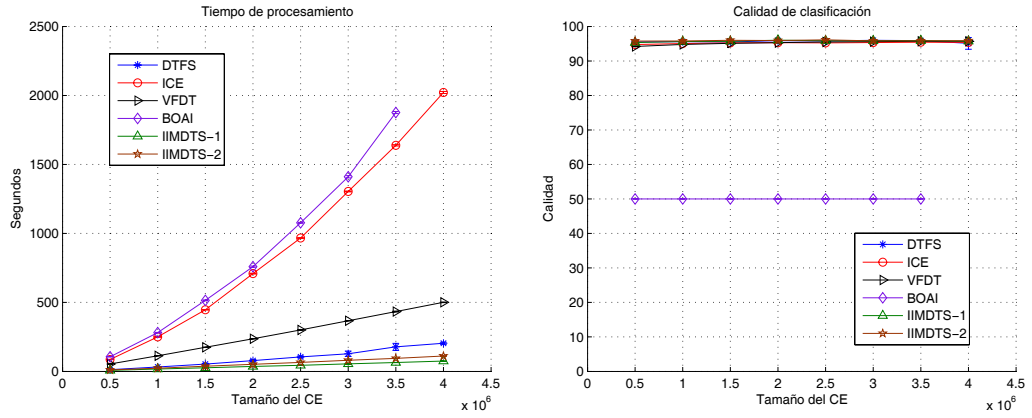 Tiempo de procesamiento
2500
2000
1500
1000
500
0
Segundos
DTFS
ICE
VFDT
BOAI
IIMDTS−1
IIMDTS−2
0 0.5 1 1.5 2 2.5 3 3.5 4 4.5
Tamaño del CE
x 10^6
Calidad de clasificación
100
90
80
70
60
50
40
30
20
10
0
Calidad
DTFS
ICE
VFDT
BOAI
IIMDTS−1
IIMDTS−2
0 0.5 1 1.5 2 2.5 3 3.5 4 4.5
Tamaño del CE
x 10^6